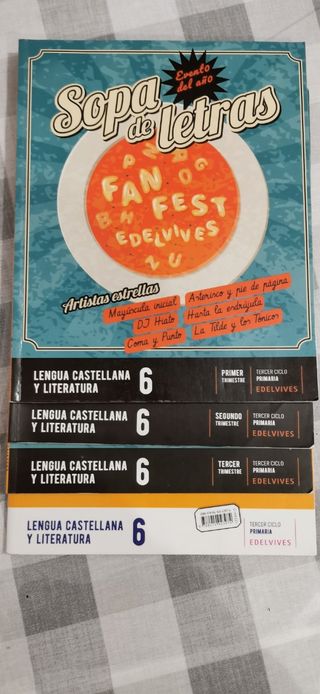 Evento
del año
Sopa
de letras
FAN
FEST
EDELVIVES
Artistas estrellas
Mayúscula inicial
Asterisco y pie de página
DJ Hiato
Hasta la esdrújula
Coma y Punto
La Tilde y los Tónicos
LENGUA CASTELLANA
Y LITERATURA
6
PRIMER
TRIMESTRE
TERCER CICLO
PRIMARIA
EDELVIVES
LENGUA CASTELLANA
Y LITERATURA
6
SEGUNDO
TRIMESTRE
TERCER CICLO
PRIMARIA
EDELVIVES
LENGUA CASTELLANA
Y LITERATURA
6
TERCER
TRIMESTRE
TERCER CICLO
PRIMARIA
EDELVIVES
LENGUA CASTELLANA
Y LITERATURA
6
TERCER CICLO
PRIMARIA
EDELVIVES